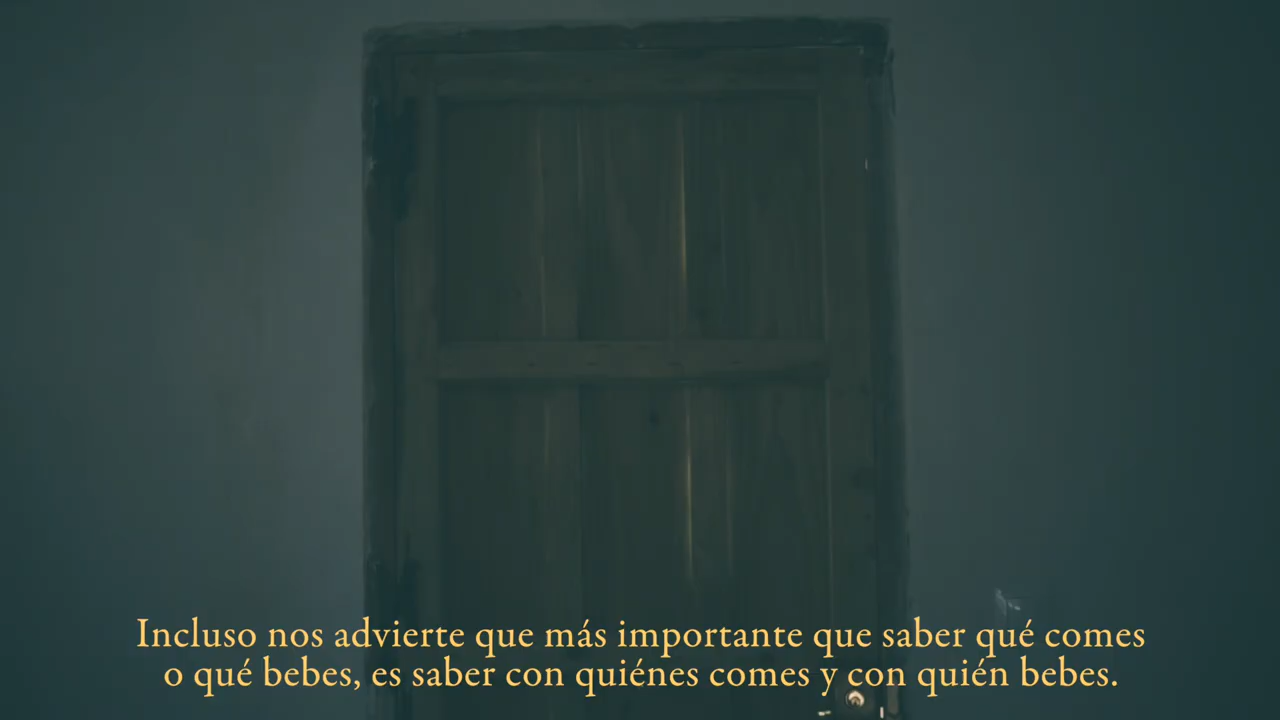 Incluso nos advierte que más importante que saber qué comes
o qué bebes, es saber con quiénes comes y con quién bebes.